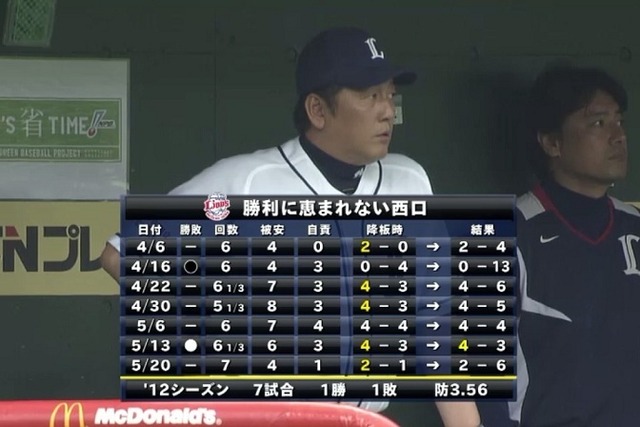 'S 省 TIME!
GREEN BASEBALL PROJECT
Nンプレ
L
L
Lions 勝利に恵まれない西口
日付 勝敗 回数 被安 自責 降板時 結果
4/6 − 6 4 0 2−0 → 2−4
4/16 ● 6 4 3 0−4 → 0−13
4/22 − 6 1/3 7 3 4−3 → 4−6
4/30 − 5 1/3 8 3 4−3 → 4−5
5/6 − 6 7 4 4−4 → 4−4
5/13 ○ 6 1/3 6 3 4−3 → 4−3
5/20 − 7 4 1 2−1 → 2−6
'12シーズン 7試合 1勝 1敗 防3.56
McDonald's